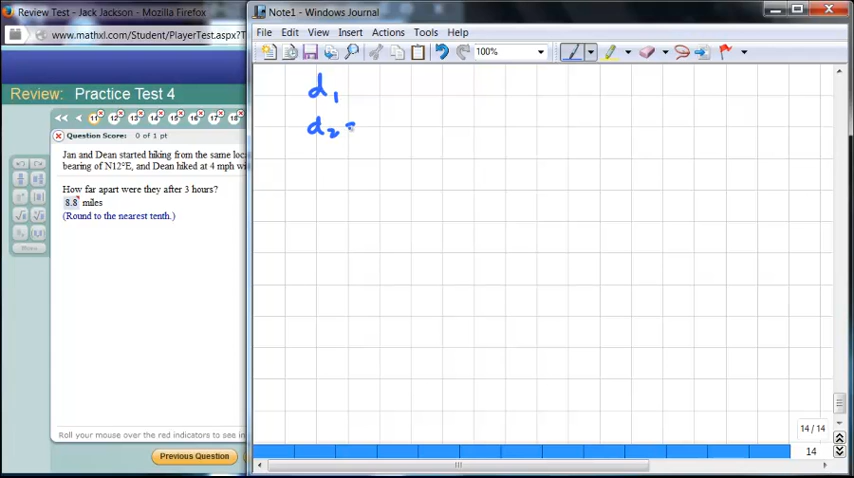 Review Test - Jack Jackson - Mozilla Firefox
https://www.mathxl.com/Student/PlayerTest.aspx?T
Review: Practice Test 4
11 12 13 14 15 16 17 18
Question Score: 0 of 1 pt
Jan and Dean started hiking from the same loca
bearing of N12°E, and Dean hiked at 4 mph wi
How far apart were they after 3 hours?
8.8 miles
(Round to the nearest tenth.)
More
Roll your mouse over the red indicators to see in
Previous Question
Note1 - Windows Journal
File Edit View Insert Actions Tools Help
100%
d1
d2 =
14 / 14
14